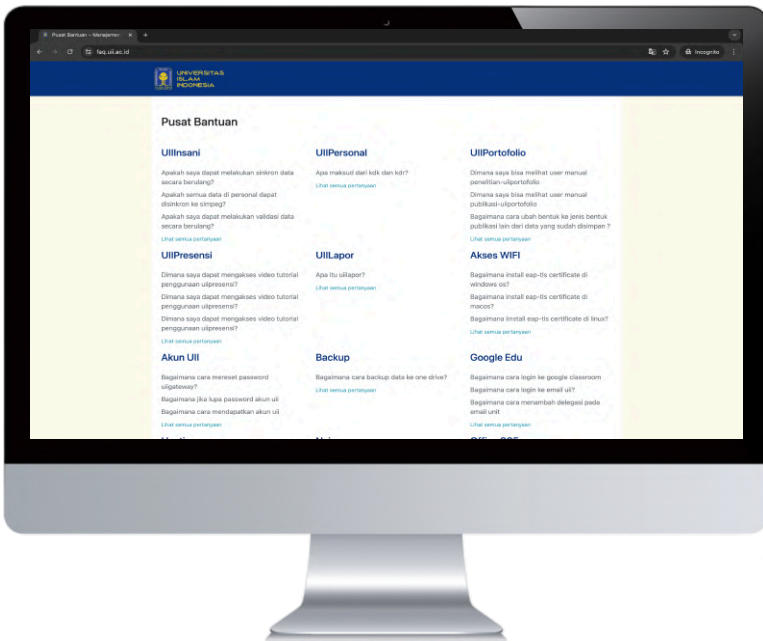 Pusat Bantuan – Manajemen
faq.uii.ac.id
Incognito
UNIVERSITAS
ISLAM
INDONESIA
Pusat Bantuan
UIIInsani
Apakah saya dapat melakukan sinkron data
secara berulang?
Apakah semua data di personal dapat
disinkron ke simpeg?
Apakah saya dapat melakukan validasi data
secara berulang?
Lihat semua pertanyaan
UIIPersonal
Apa maksud dari kdk dan kdr?
Lihat semua pertanyaan
UIIPortofolio
Dimana saya bisa melihat user manual
penelitian-uiiportofolio
Dimana saya bisa melihat user manual
publikasi-uiiportofolio
Bagaimana cara ubah bentuk ke jenis bentuk
publikasi lain dari data yang sudah disimpan ?
Lihat semua pertanyaan
UIIPresensi
Dimana saya dapat mengakses video tutorial
penggunaan uiipresensi?
Dimana saya dapat mengakses video tutorial
penggunaan uiipresensi?
Dimana saya dapat mengakses video tutorial
penggunaan uiipresensi?
Lihat semua pertanyaan
UIILapor
Apa itu uiilapor?
Lihat semua pertanyaan
Akses WIFI
Bagaimana install eap-tls certificate di
windows os?
Bagaimana install eap-tls certificate di
macos?
Bagaimana iinstall eap-tls certificate di linux?
Lihat semua pertanyaan
Akun UII
Bagaimana cara mereset password
uiigateway?
Bagaimana jika lupa password akun uii
Bagaimana cara mendapatkan akun uii
Lihat semua pertanyaan
Backup
Bagaimana cara backup data ke one drive?
Lihat semua pertanyaan
Google Edu
Bagaimana cara login ke google classroom
Bagaimana cara login ke email uii?
Bagaimana cara menambah delegasi pada
email unit
Lihat semua pertanyaan